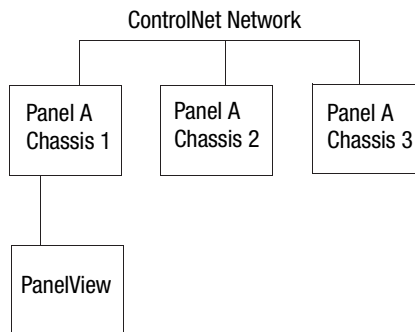 ControlNet Network
Panel A
Chassis 1
Panel A
Chassis 2
Panel A
Chassis 3
PanelView